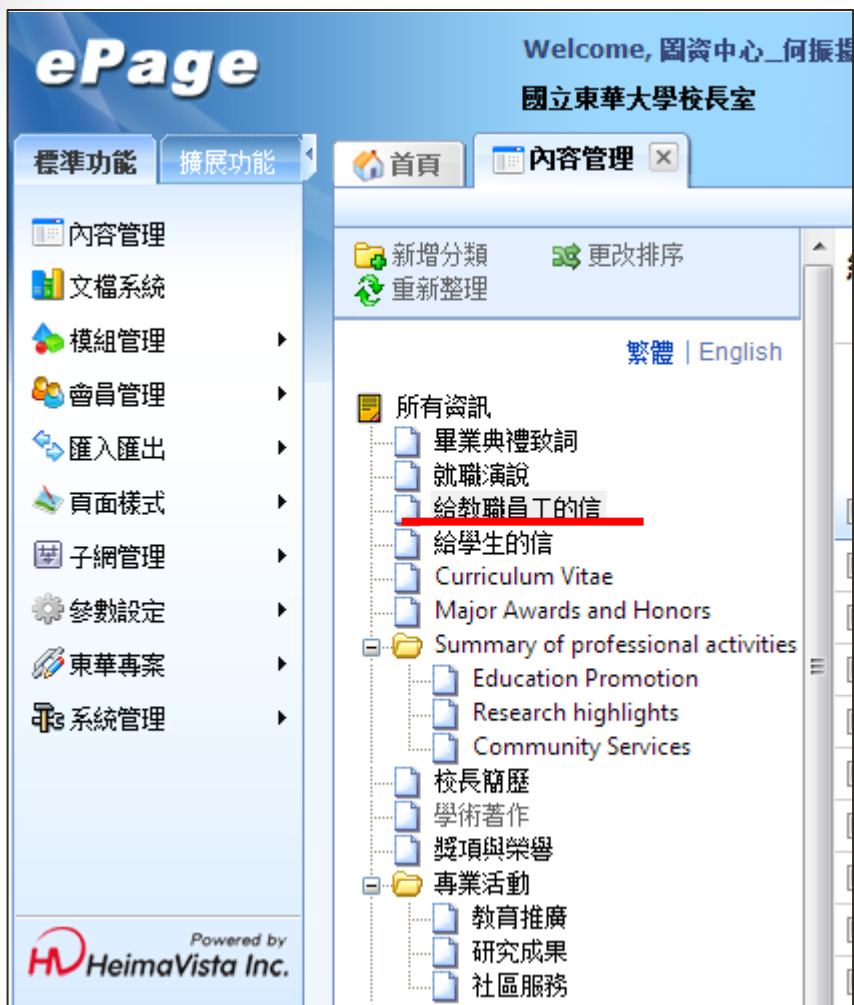 ePage
Welcome, 圖資中心_何振
國立東華大學校長室
標準功能 擴展功能
首頁 內容管理
內容管理
文檔系統
模組管理
會員管理
匯入匯出
頁面樣式
子網管理
參數設定
東華專案
系統管理
新增分類 更改排序
重新整理
繁體 | English
所有資訊
畢業典禮致詞
就職演說
給教職員工的信
給學生的信
Curriculum Vitae
Major Awards and Honors
Summary of professional activities
Education Promotion
Research highlights
Community Services
校長簡歷
學術著作
獎項與榮譽
專業活動
教育推廣
研究成果
社區服務
Powered by
HeimaVista Inc.